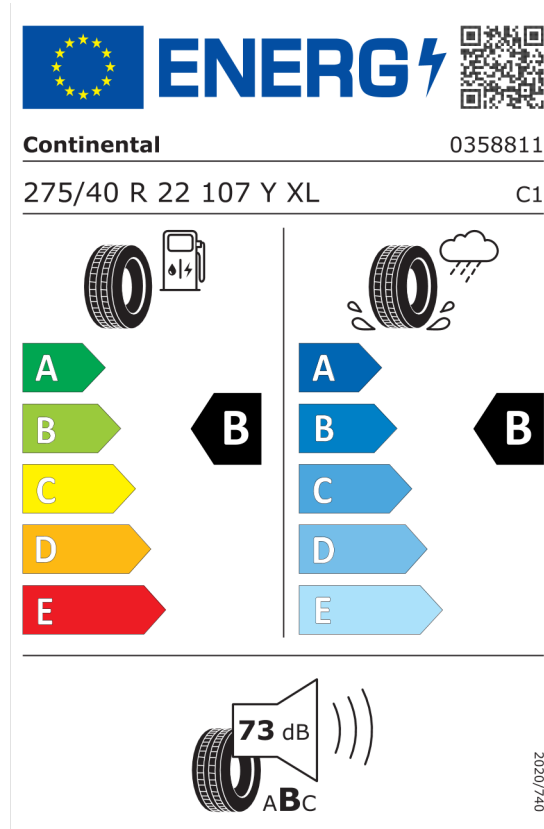 ENERG
Continental 0358811
275/40 R 22 107 Y XL C1
A A
B B B B
C C
D D
E E
73 dB
ABC
2020/740